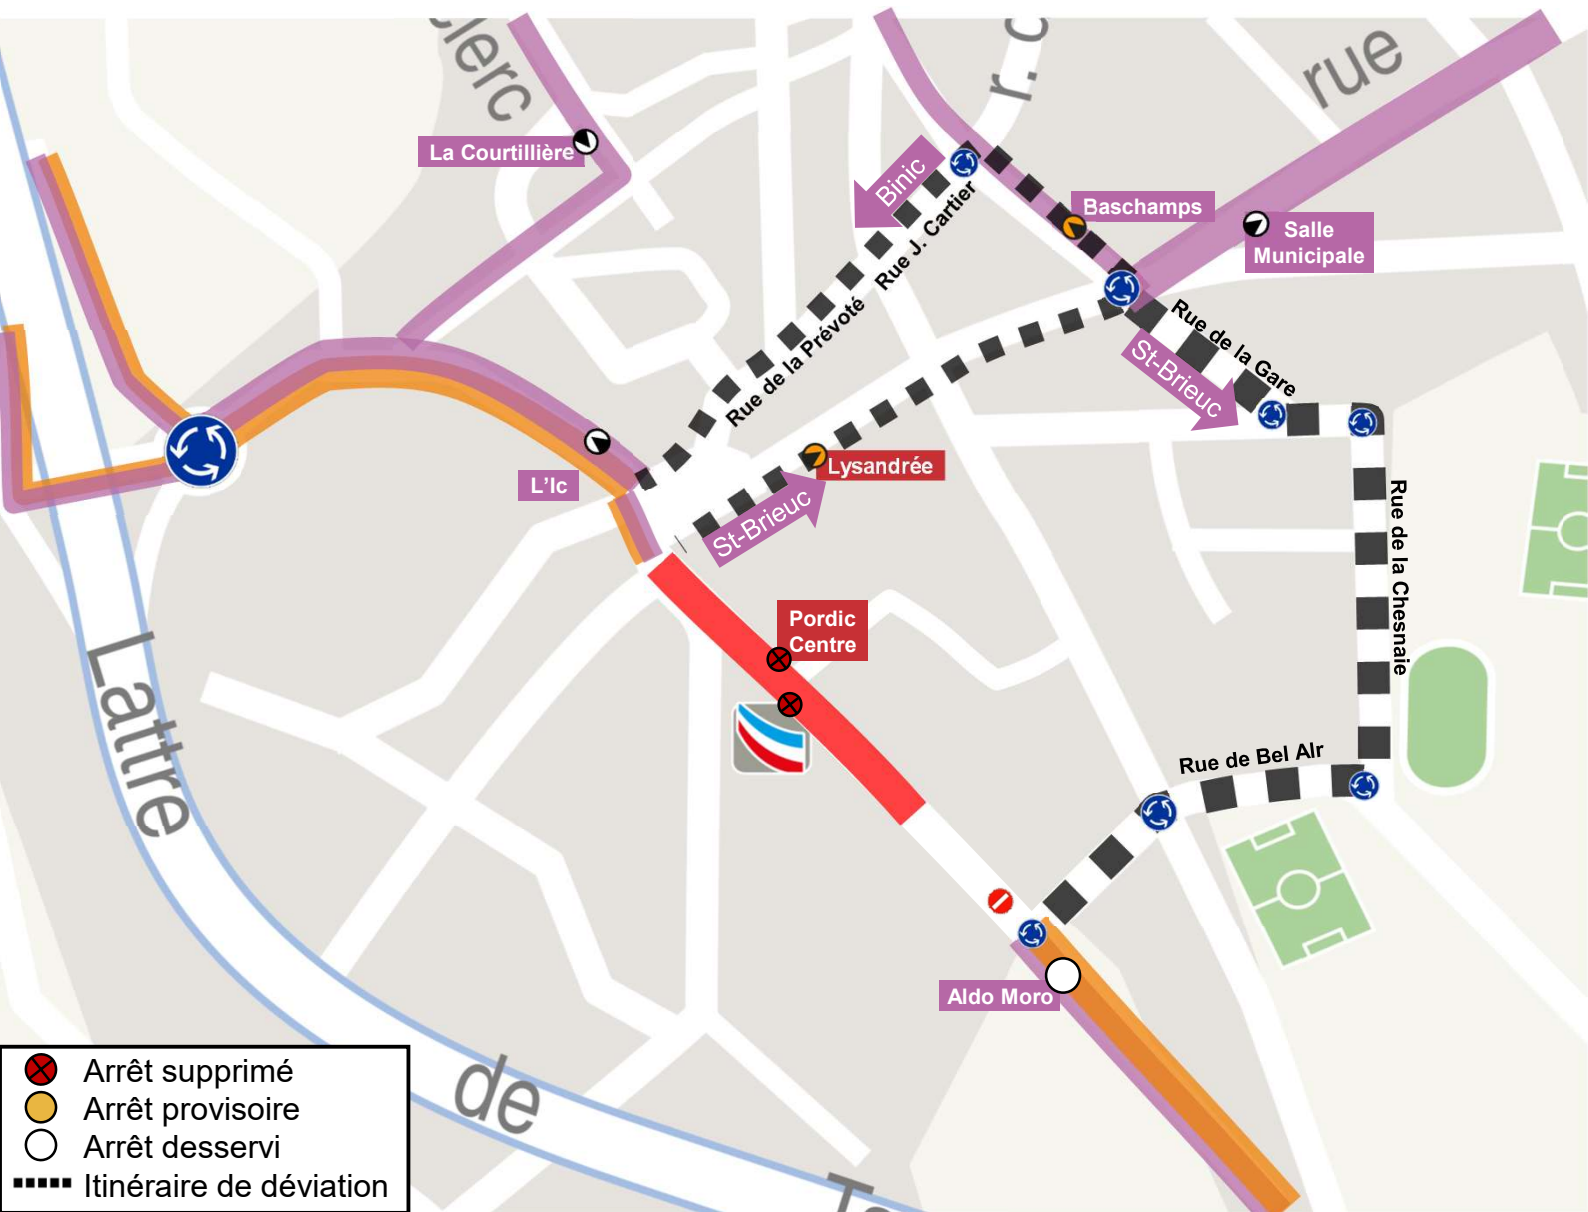 clerc
r. c
rue
La Courtillière
Binic
Baschamps
Salle
Municipale
Rue J. Cartier
Rue de la Prévoté
Rue de la Gare
St-Brieuc
Lysandrée
L'Ic
St-Brieuc
Rue de la Chesnaie
Pordic
Centre
Lattre
Rue de Bel AIr
Aldo Moro
de
Arrêt supprimé
Arrêt provisoire
Arrêt desservi
Itinéraire de déviation